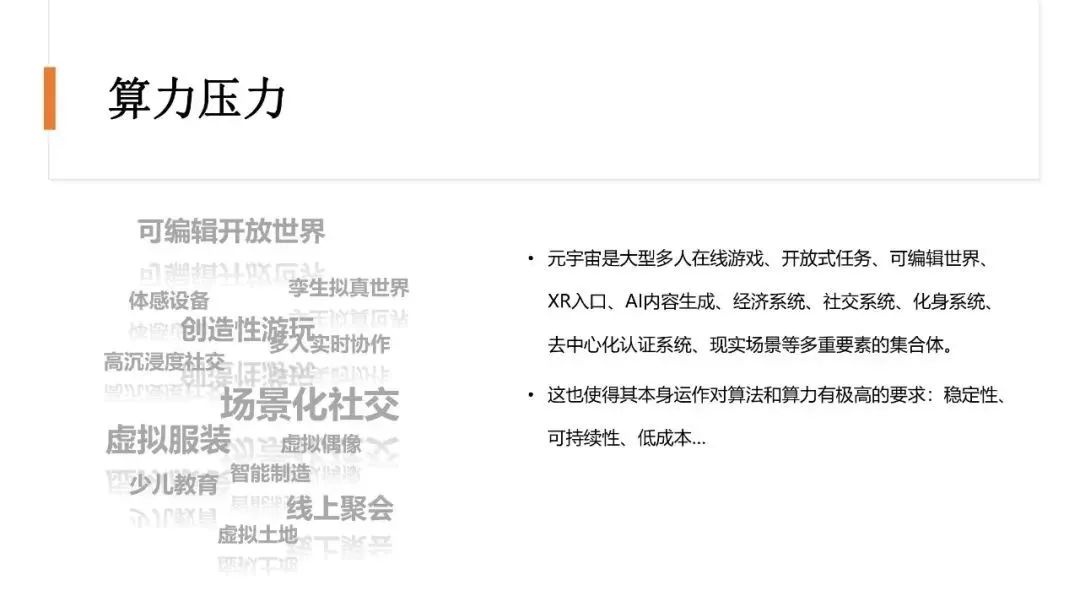 算力压力
可编辑开放世界
孪生拟真世界
体感设备
创造性游玩
多人实时协作
高沉浸度社交
场景化社交
虚拟服装
虚拟偶像
智能制造
少儿教育
线上聚会
虚拟土地
• 元宇宙是大型多人在线游戏、开放式任务、可编辑世界、
XR入口、AI内容生成、经济系统、社交系统、化身系统、
去中心化认证系统、现实场景等多重要素的集合体。
• 这也使得其本身运作对算法和算力有极高的要求：稳定性、
可持续性、低成本...